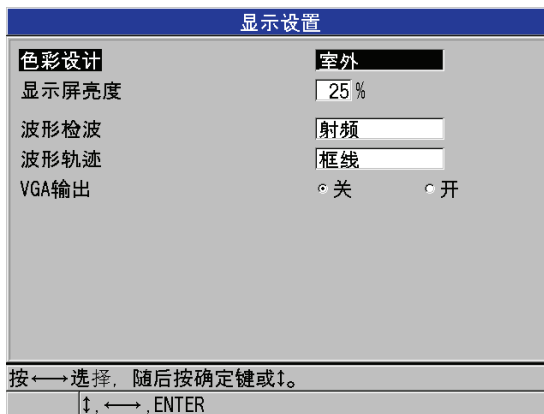 显示设置
色彩设计 室外
显示屏亮度 25 %
波形检波 射频
波形轨迹 框线
VGA输出 关 开
按←→选择, 随后按确定键或↕。
↕, ←→, ENTER